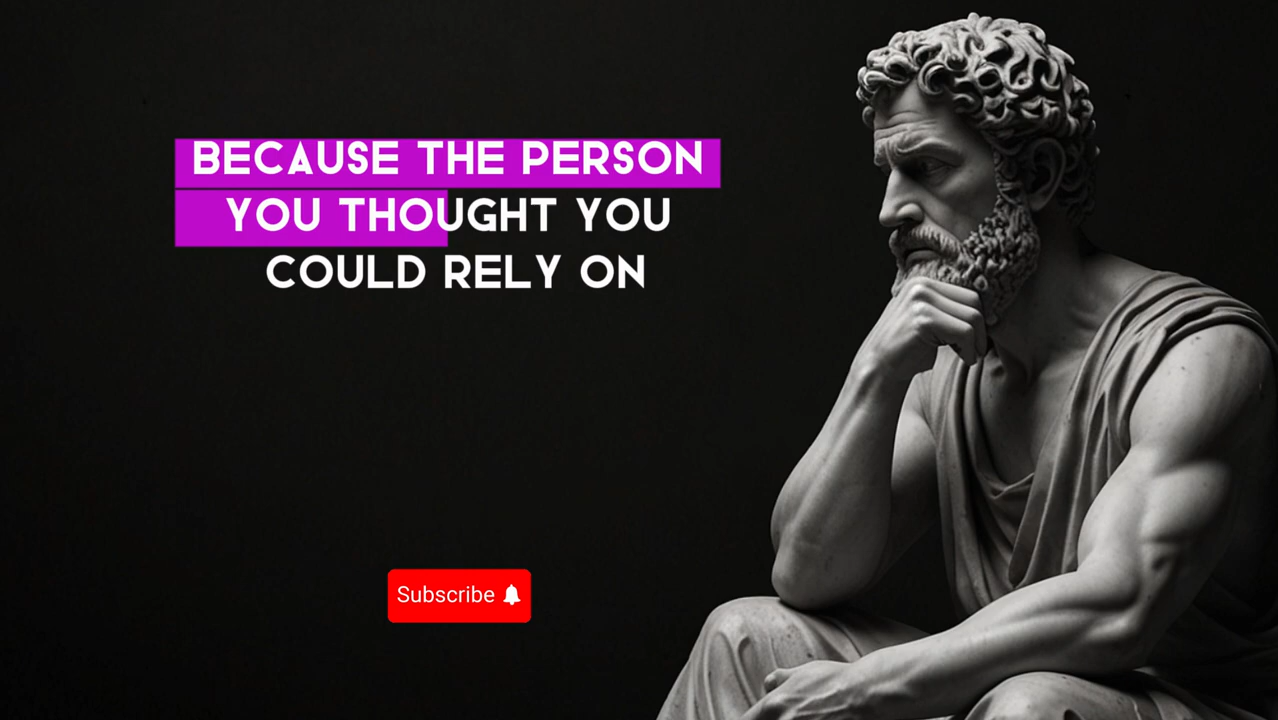 BECAUSE THE PERSON
YOU THOUGHT YOU
COULD RELY ON
Subscribe